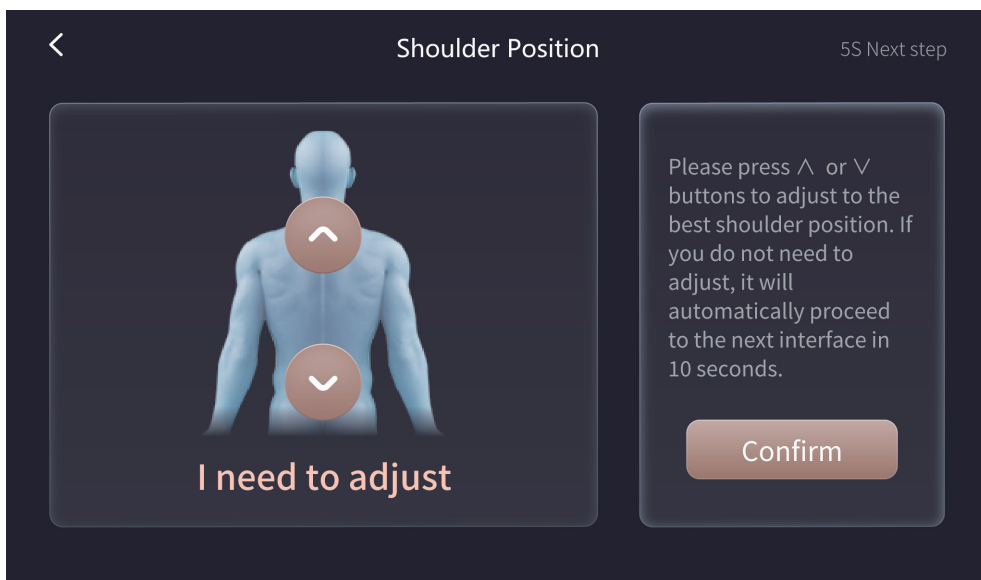 Shoulder Position
5S Next step
Please press ∧ or ∨
buttons to adjust to the
best shoulder position. If
you do not need to
adjust, it will
automatically proceed
to the next interface in
10 seconds.
Confirm
I need to adjust